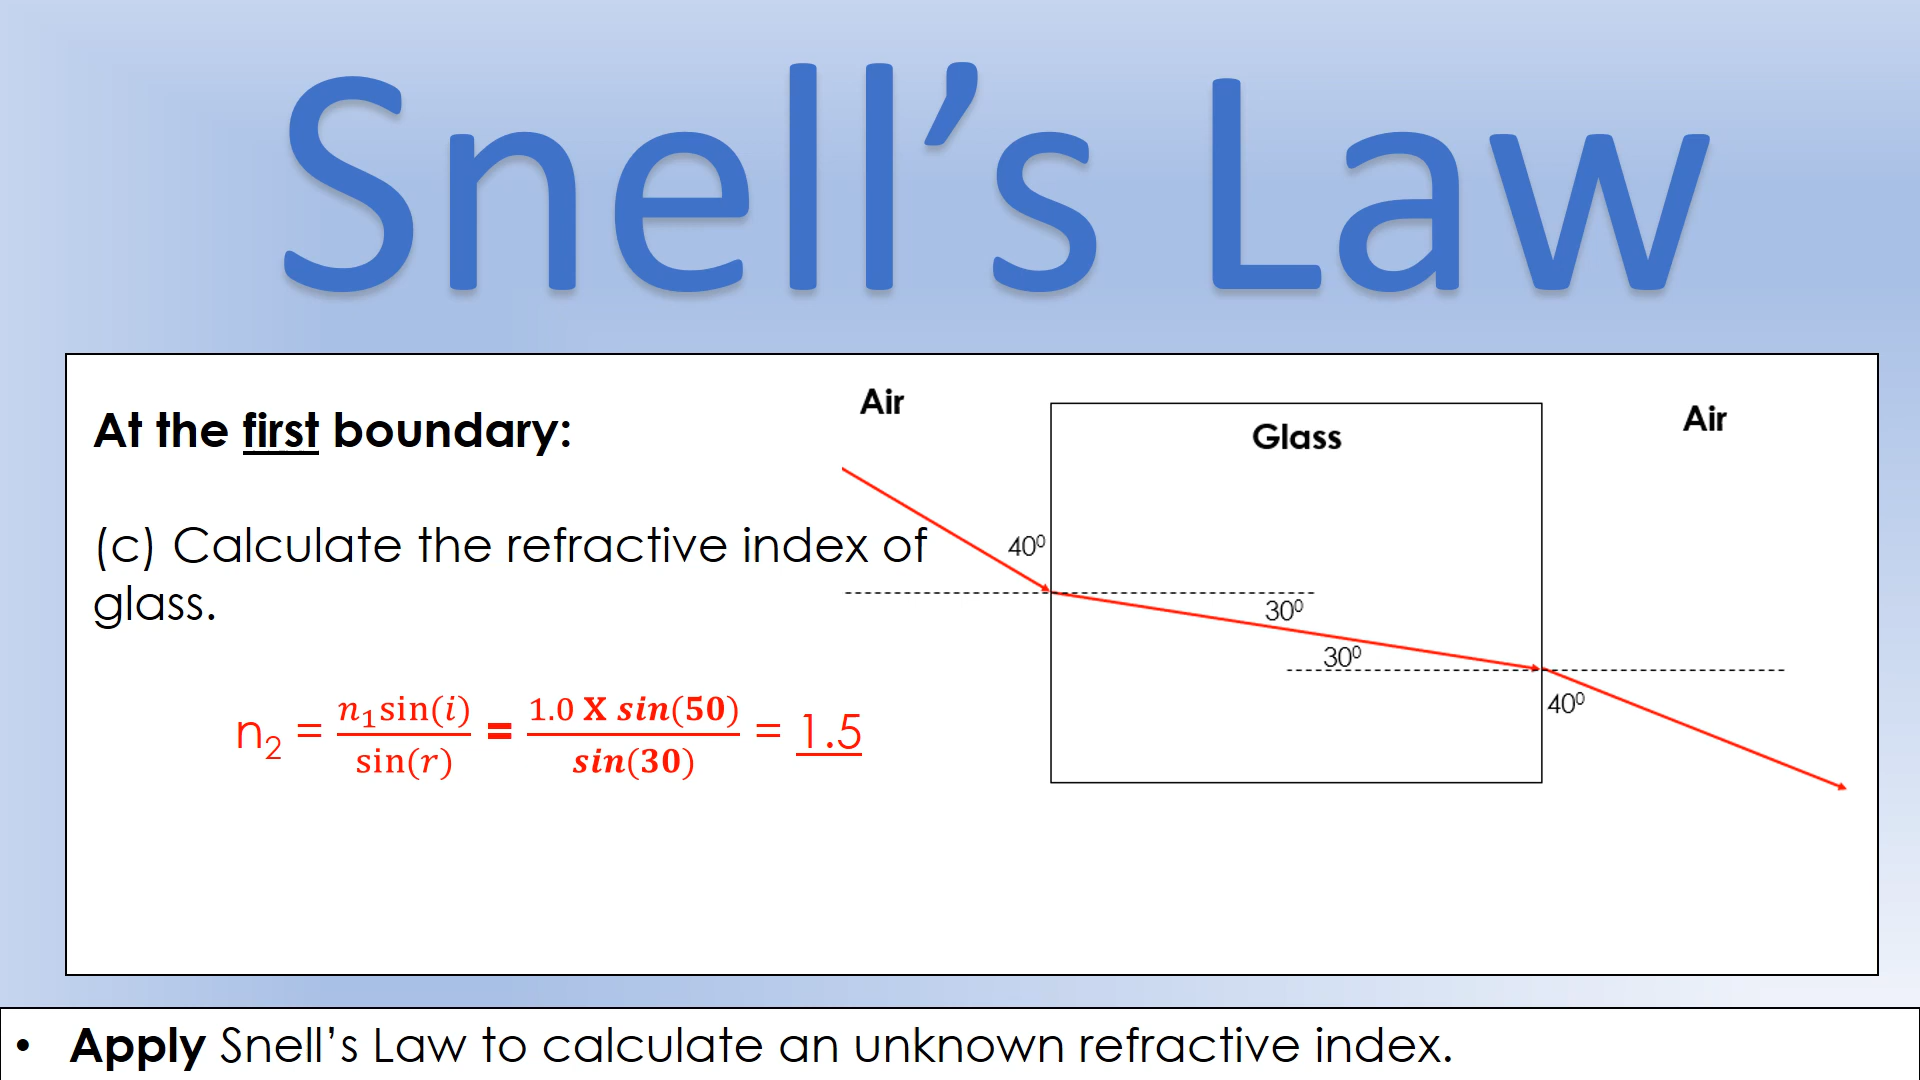 Snell’s Law
At the first boundary:
(c) Calculate the refractive index of
glass.
n₂ = n₁sin(i)/sin(r) = 1.0 X sin(50)/sin(30) = 1.5
Air
Glass
Air
40⁰
30⁰
30⁰
40⁰
• Apply Snell’s Law to calculate an unknown refractive index.